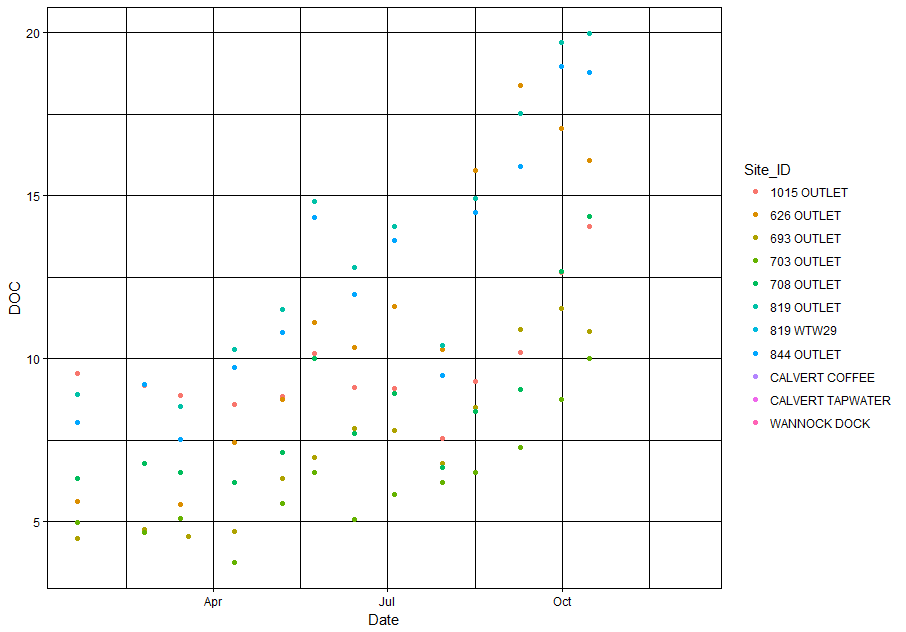 20
15
10
5
DOC
Apr
Jul
Oct
Date
Site_ID
1015 OUTLET
626 OUTLET
693 OUTLET
703 OUTLET
708 OUTLET
819 OUTLET
819 WTW29
844 OUTLET
CALVERT COFFEE
CALVERT TAPWATER
WANNOCK DOCK